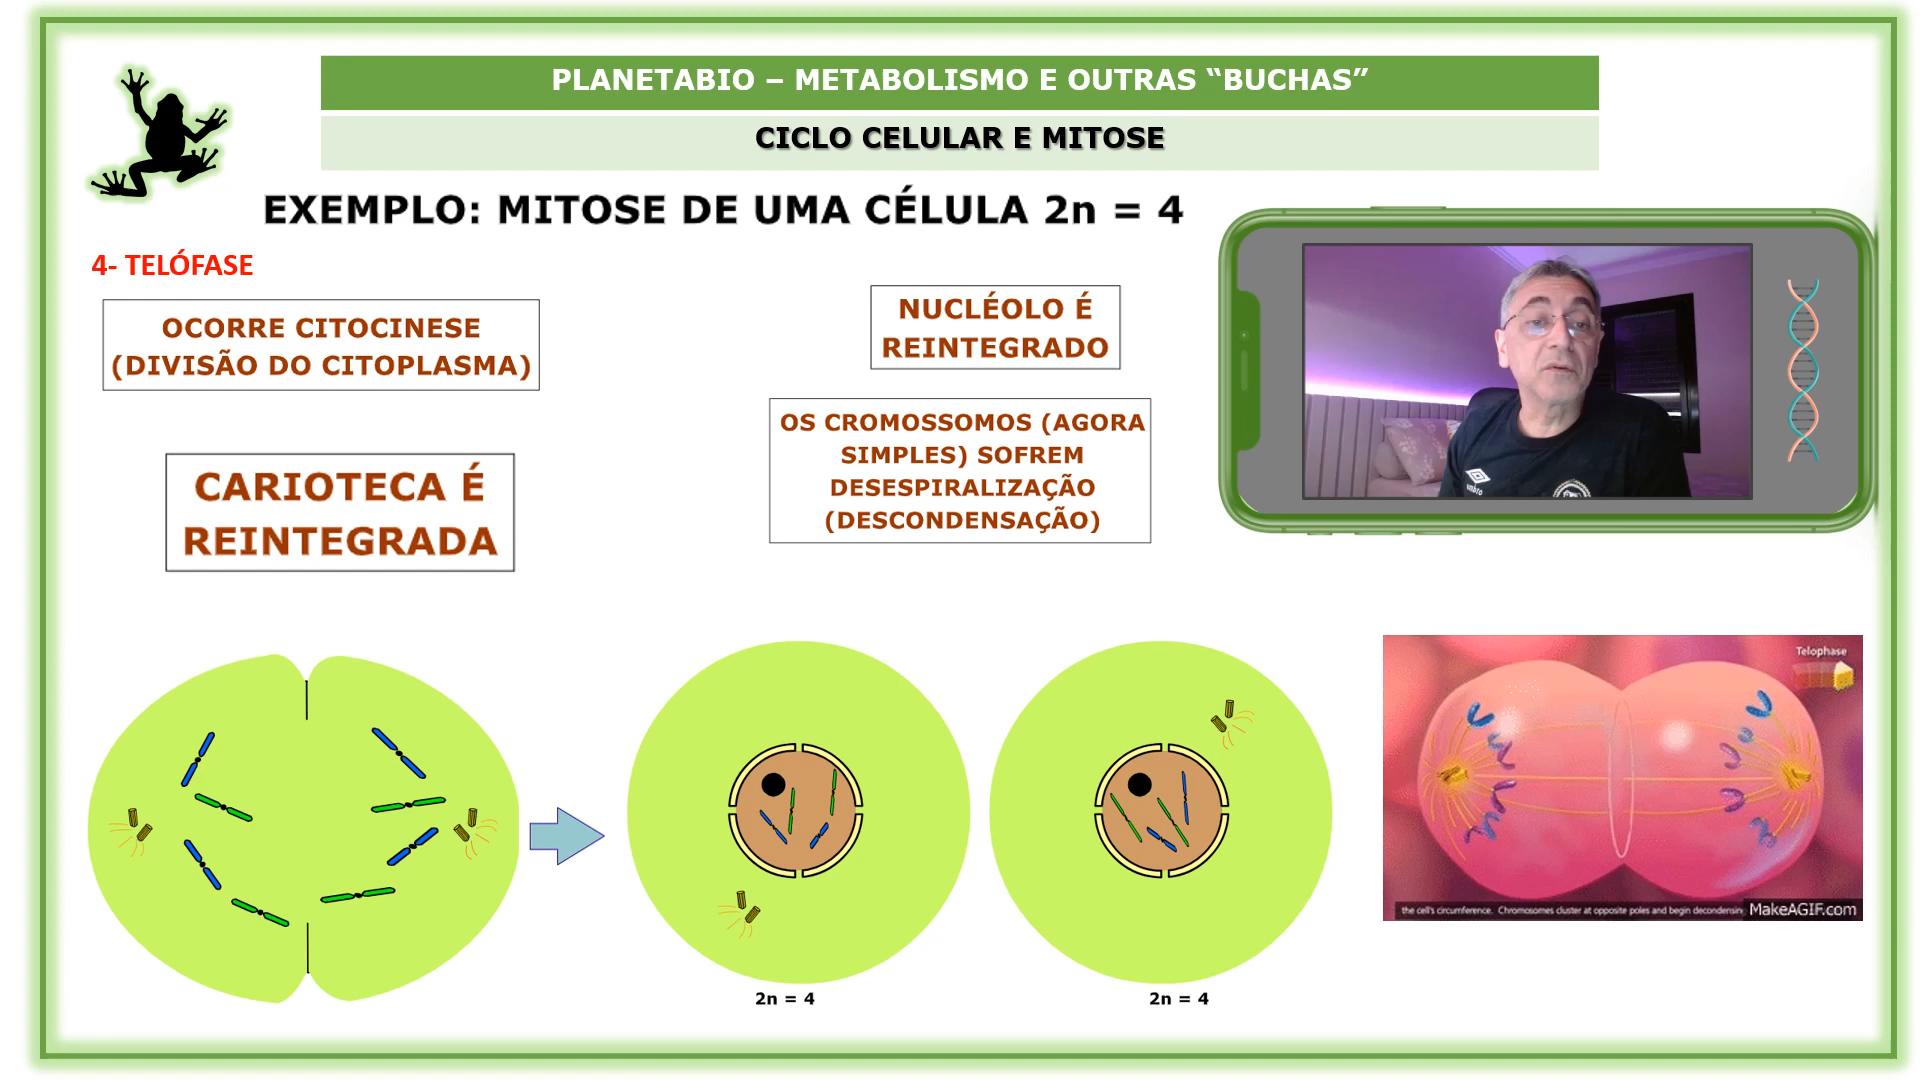 PLANETABIO – METABOLISMO E OUTRAS “BUCHAS”
CICLO CELULAR E MITOSE
EXEMPLO: MITOSE DE UMA CÉLULA 2n = 4
4- TELÓFASE
OCORRE CITOCINESE
(DIVISÃO DO CITOPLASMA)
CARIOTECA É
REINTEGRADA
NUCLÉOLO É
REINTEGRADO
OS CROMOSSOMOS (AGORA
SIMPLES) SOFREM
DESESPIRALIZAÇÃO
(DESCONDENSAÇÃO)
umbro
2n = 4
2n = 4
Telophase
the cell's circumference. Chromosomes cluster at opposite poles and begin decondensing
MakeAGIF.com